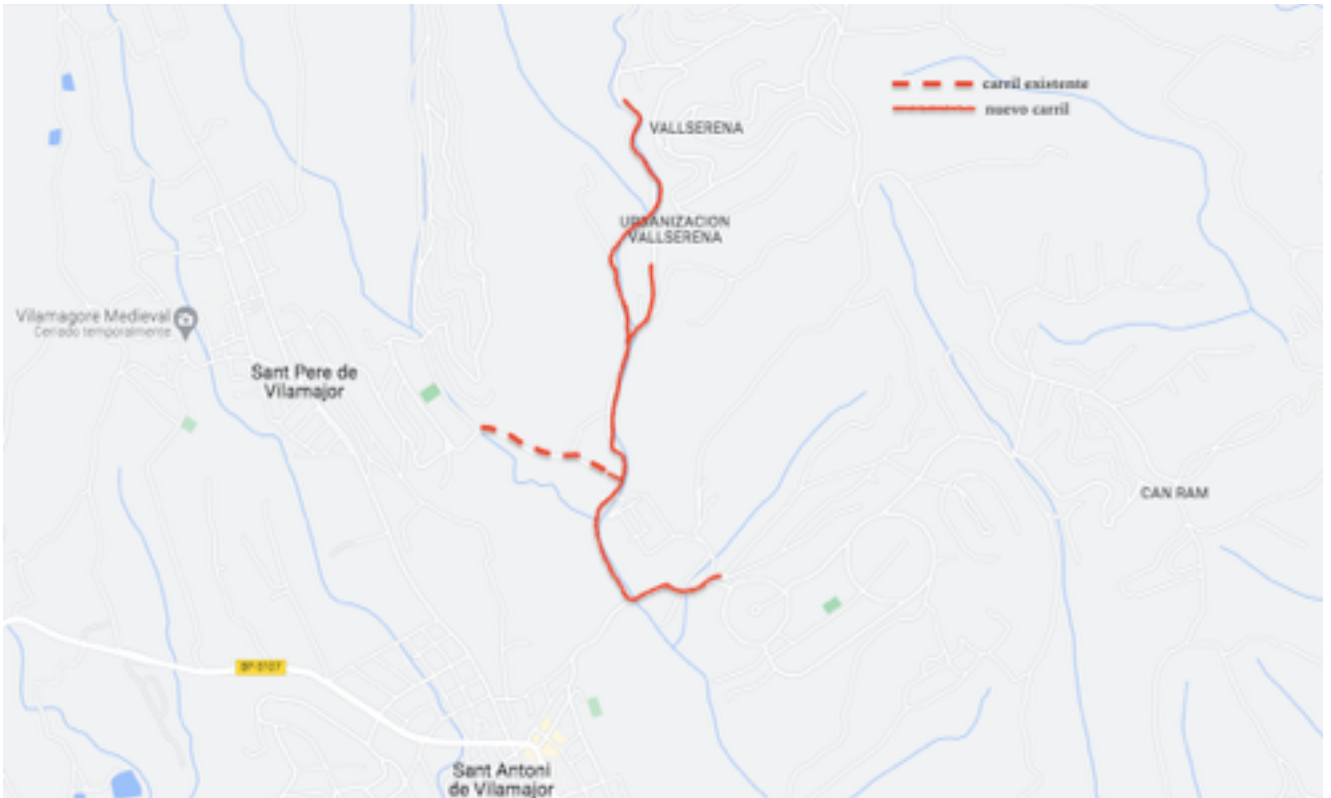 carril existente
nuevo carril
VALLSERENA
URBANIZACION
VALLSERENA
Vilamagore Medieval
Cerrado temporalmente
Sant Pere de
Vilamajor
CAN RAM
BP-5107
Sant Antoni
de Vilamajor